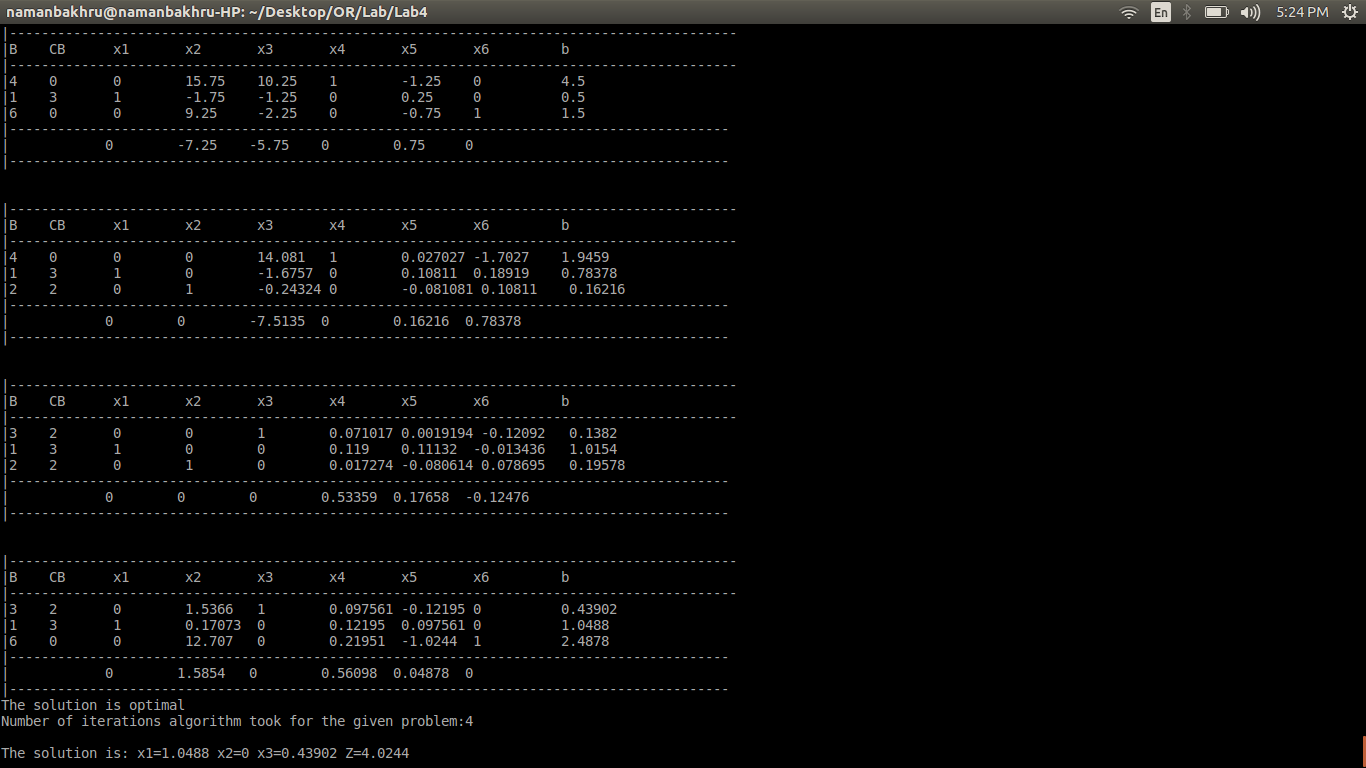 namanbakhru@namanbakhru-HP: ~/Desktop/OR/Lab/Lab4 En 5:24 PM
|-------------------------------------------------------------------------------------------
|B    CB      x1       x2       x3       x4       x5       x6         b
|-------------------------------------------------------------------------------------------
|4    0       0        15.75    10.25    1        -1.25    0          4.5
|1    3       1        -1.75    -1.25    0        0.25     0          0.5
|6    0       0        9.25     -2.25    0        -0.75    1          1.5
|------------------------------------------------------------------------------------------
|            0        -7.25    -5.75    0        0.75     0
|------------------------------------------------------------------------------------------
|-------------------------------------------------------------------------------------------
|B    CB      x1       x2       x3       x4       x5       x6         b
|-------------------------------------------------------------------------------------------
|4    0       0        0        14.081   1        0.027027 -1.7027    1.9459
|1    3       1        0        -1.6757  0        0.10811  0.18919    0.78378
|2    2       0        1        -0.24324 0        -0.081081 0.10811    0.16216
|------------------------------------------------------------------------------------------
|            0        0        -7.5135  0        0.16216  0.78378
|------------------------------------------------------------------------------------------
|-------------------------------------------------------------------------------------------
|B    CB      x1       x2       x3       x4       x5       x6         b
|-------------------------------------------------------------------------------------------
|3    2       0        0        1        0.071017 0.0019194 -0.12092   0.1382
|1    3       1        0        0        0.119    0.11132  -0.013436  1.0154
|2    2       0        1        0        0.017274 -0.080614 0.078695   0.19578
|------------------------------------------------------------------------------------------
|            0        0        0        0.53359  0.17658  -0.12476
|------------------------------------------------------------------------------------------
|-------------------------------------------------------------------------------------------
|B    CB      x1       x2       x3       x4       x5       x6         b
|-------------------------------------------------------------------------------------------
|3    2       0        1.5366   1        0.097561 -0.12195 0          0.43902
|1    3       1        0.17073  0        0.12195  0.097561 0          1.0488
|6    0       0        12.707   0        0.21951  -1.0244  1          2.4878
|------------------------------------------------------------------------------------------
|            0        1.5854   0        0.56098  0.04878  0
|------------------------------------------------------------------------------------------
The solution is optimal
Number of iterations algorithm took for the given problem:4
The solution is: x1=1.0488 x2=0 x3=0.43902 Z=4.0244